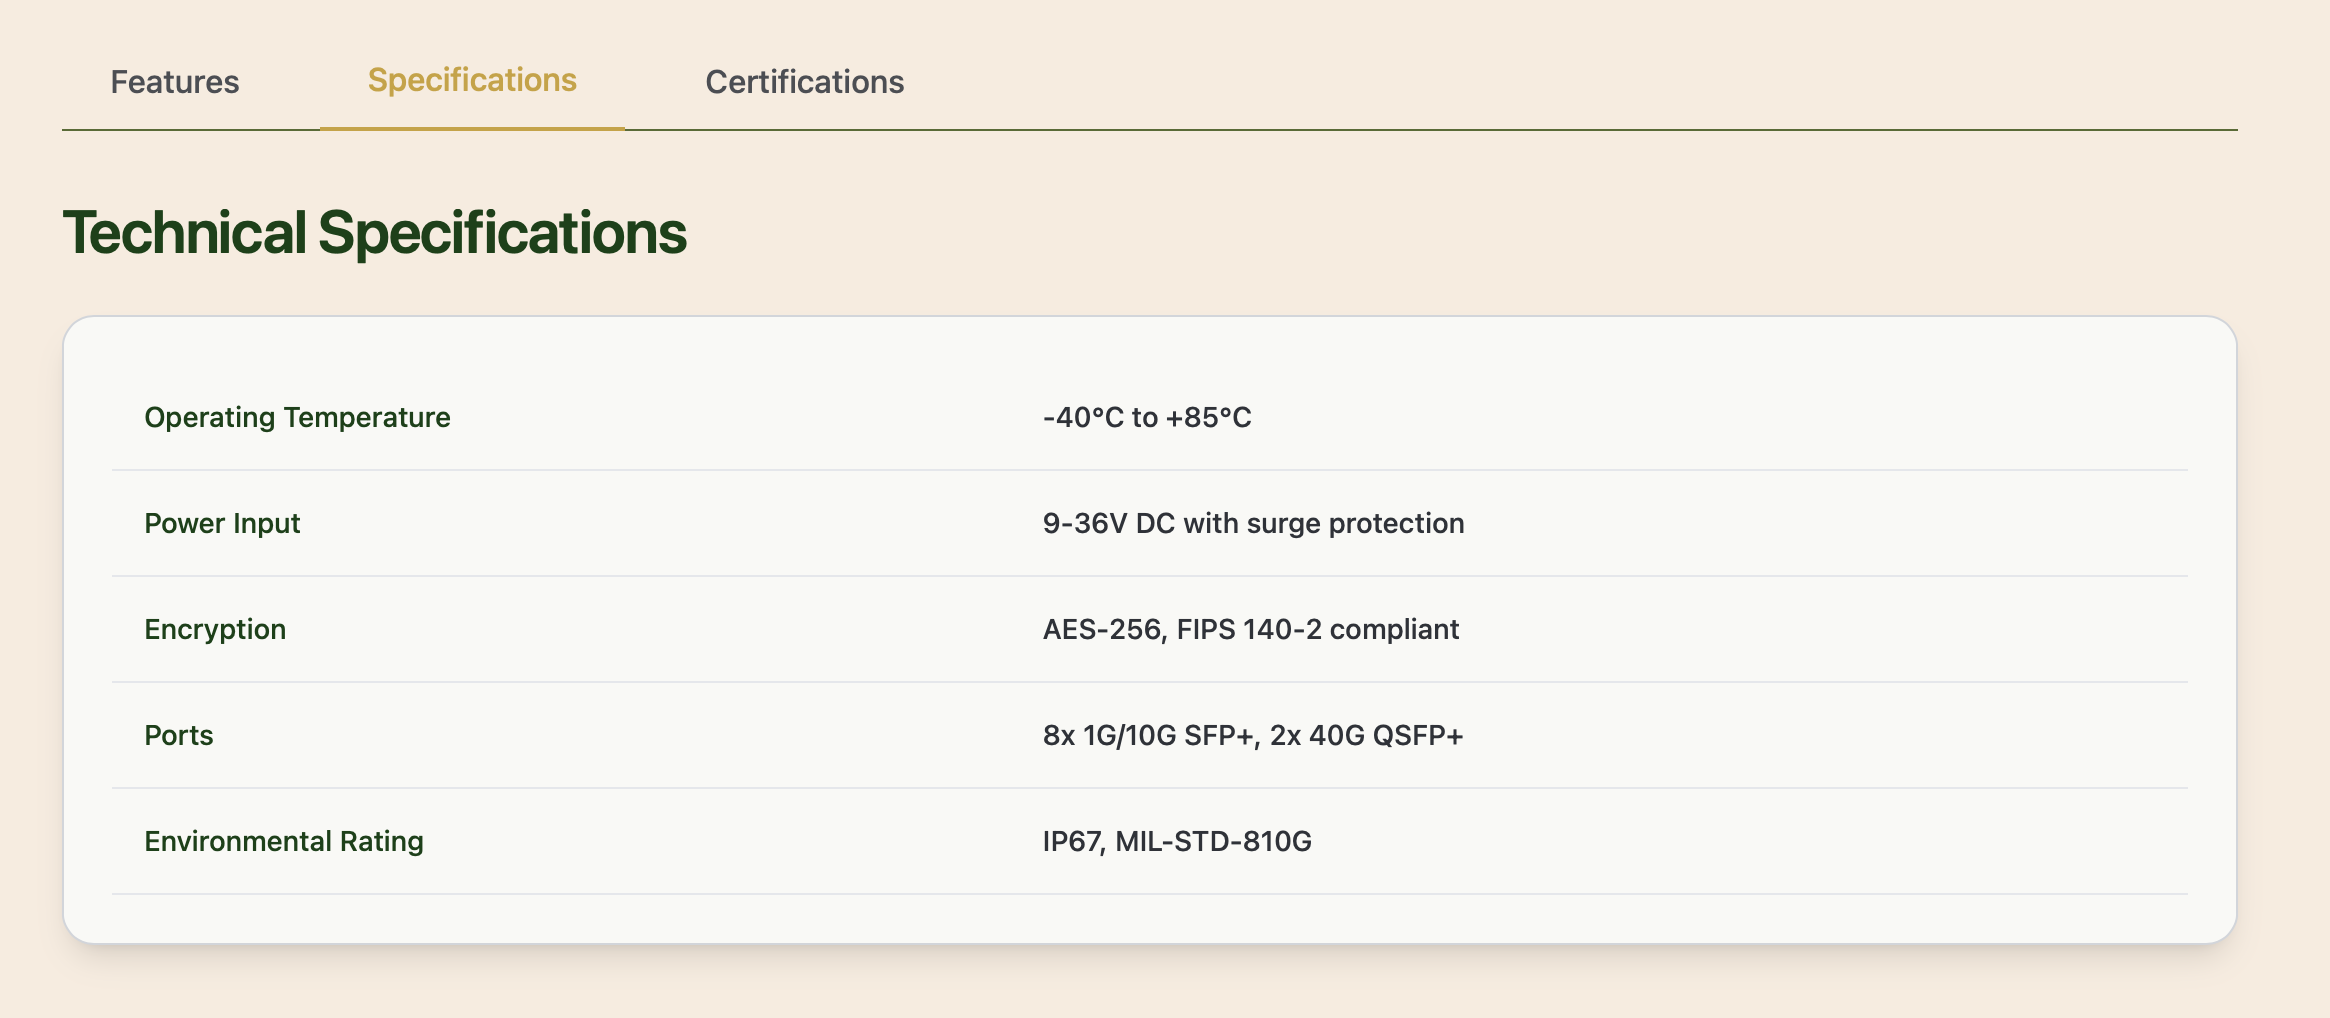 Features Specifications Certifications
Technical Specifications
Operating Temperature -40°C to +85°C
Power Input 9-36V DC with surge protection
Encryption AES-256, FIPS 140-2 compliant
Ports 8x 1G/10G SFP+, 2x 40G QSFP+
Environmental Rating IP67, MIL-STD-810G